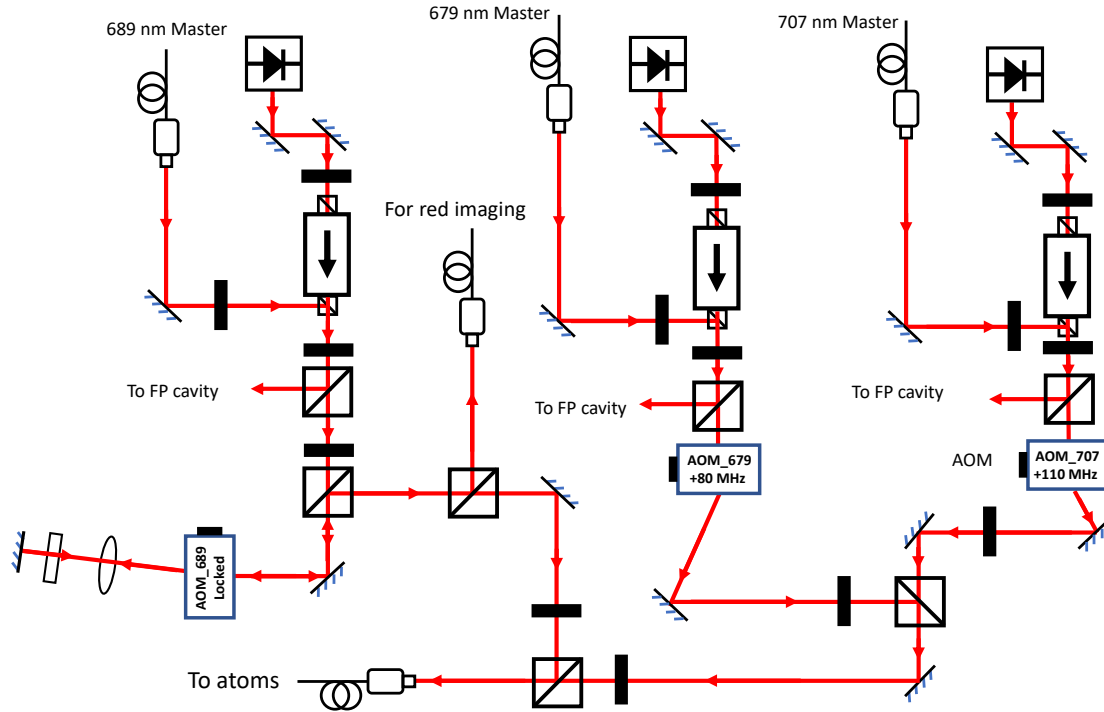 689 nm Master
679 nm Master
707 nm Master
For red imaging
To FP cavity
To FP cavity
To FP cavity
AOM_679
+80 MHz
AOM
AOM_707
+110 MHz
AOM_689
Locked
To atoms